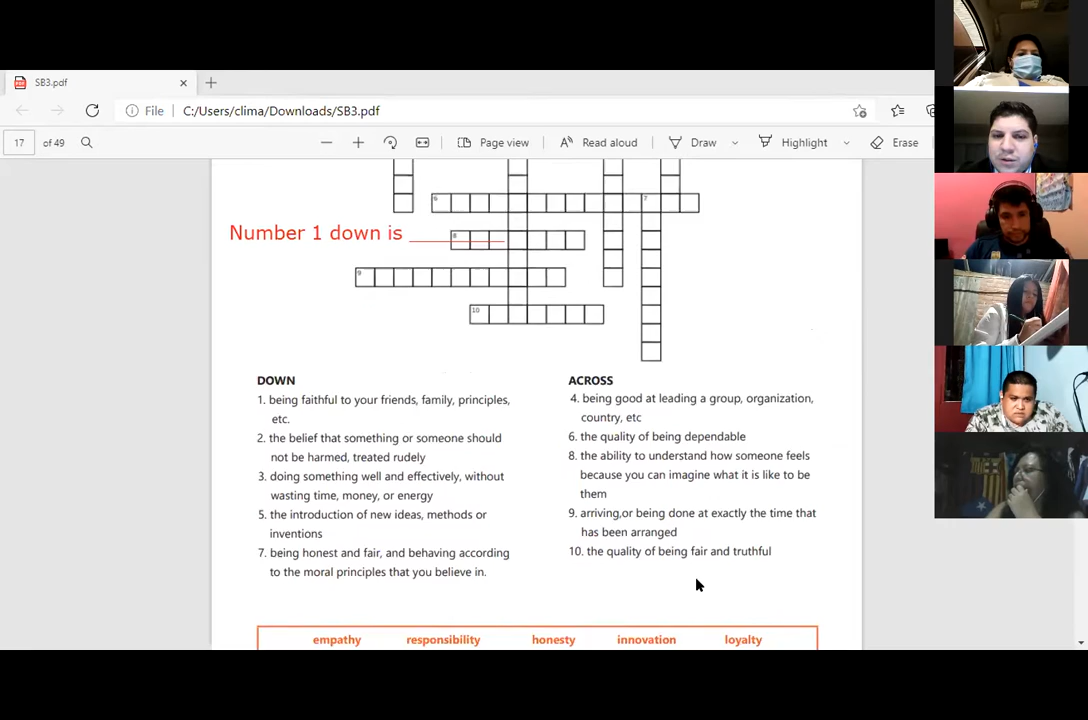 SB3.pdf
File C:/Users/clima/Downloads/SB3.pdf
17 of 49 Page view Read aloud Draw Highlight Erase
6 7
Number 1 down is ________
8
9
10
DOWN
1. being faithful to your friends, family, principles,
etc.
2. the belief that something or someone should
not be harmed, treated rudely
3. doing something well and effectively, without
wasting time, money, or energy
5. the introduction of new ideas, methods or
inventions
7. being honest and fair, and behaving according
to the moral principles that you believe in.
ACROSS
4. being good at leading a group, organization,
country, etc
6. the quality of being dependable
8. the ability to understand how someone feels
because you can imagine what it is like to be
them
9. arriving,or being done at exactly the time that
has been arranged
10. the quality of being fair and truthful
empathy responsibility honesty innovation loyalty